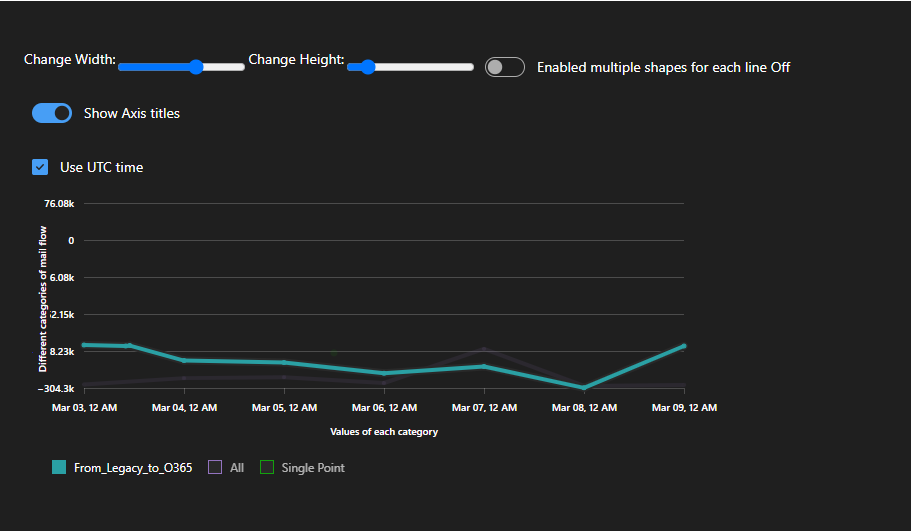 Change Width: Change Height: Enabled multiple shapes for each line Off
Show Axis titles
Use UTC time
76.08k
0
6.08k
2.15k
8.23k
−304.3k
Different categories of mail flow
Mar 03, 12 AM Mar 04, 12 AM Mar 05, 12 AM Mar 06, 12 AM Mar 07, 12 AM Mar 08, 12 AM Mar 09, 12 AM
Values of each category
From_Legacy_to_O365 All Single Point